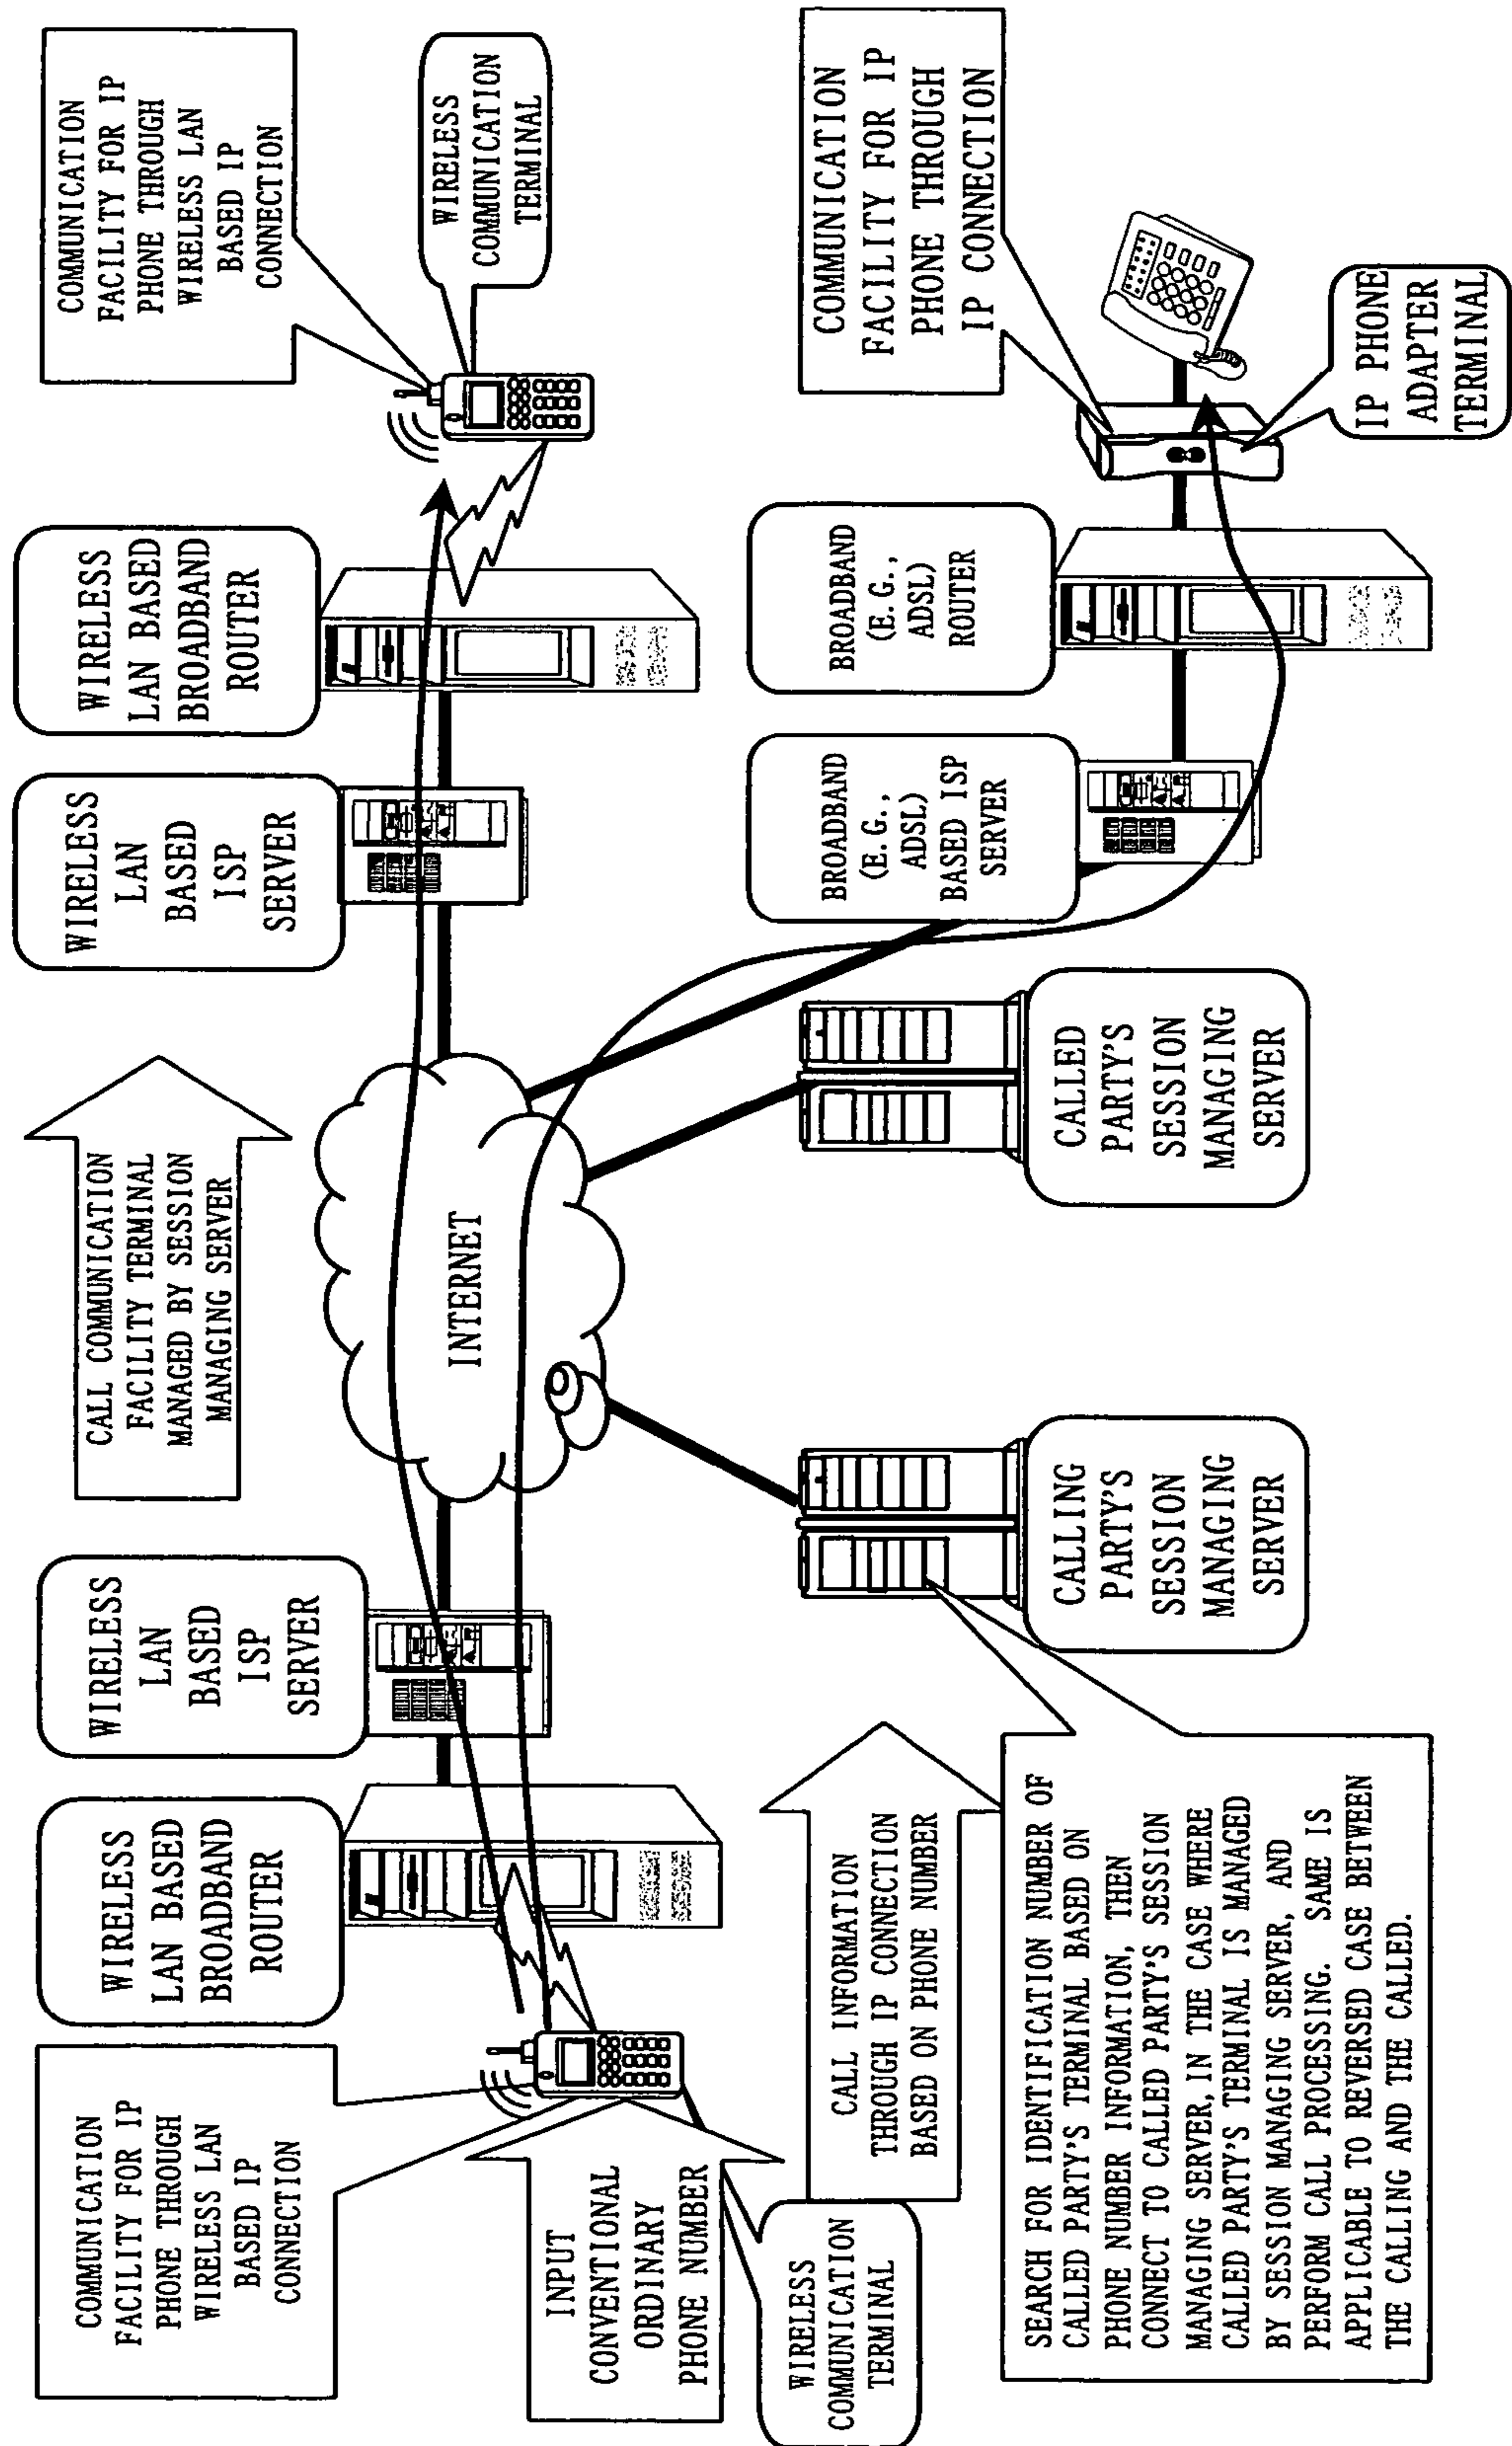 COMMUNICATION
FACILITY FOR IP
PHONE THROUGH
WIRELESS LAN
BASED IP
CONNECTION
WIRELESS
LAN BASED
BROADBAND
ROUTER
WIRELESS
LAN
BASED
ISP
SERVER
CALL COMMUNICATION
FACILITY TERMINAL
MANAGED BY SESSION
MANAGING SERVER
WIRELESS
LAN
BASED
ISP
SERVER
WIRELESS
LAN BASED
BROADBAND
ROUTER
COMMUNICATION
FACILITY FOR IP
PHONE THROUGH
WIRELESS LAN
BASED IP
CONNECTION
INTERNET
WIRELESS
COMMUNICATION
TERMINAL
INPUT
CONVENTIONAL
ORDINARY
PHONE NUMBER
WIRELESS
COMMUNICATION
TERMINAL
CALL INFORMATION
THROUGH IP CONNECTION
BASED ON PHONE NUMBER
BROADBAND
(E.G.,
ADSL)
BASED ISP
SERVER
BROADBAND
(E.G.,
ADSL)
ROUTER
COMMUNICATION
FACILITY FOR IP
PHONE THROUGH
IP CONNECTION
SEARCH FOR IDENTIFICATION NUMBER OF
CALLED PARTY'S TERMINAL BASED ON
PHONE NUMBER INFORMATION, THEN
CONNECT TO CALLED PARTY'S SESSION
MANAGING SERVER, IN THE CASE WHERE
CALLED PARTY'S TERMINAL IS MANAGED
BY SESSION MANAGING SERVER, AND
PERFORM CALL PROCESSING. SAME IS
APPLICABLE TO REVERSED CASE BETWEEN
THE CALLING AND THE CALLED.
CALLING
PARTY'S
SESSION
MANAGING
SERVER
CALLED
PARTY'S
SESSION
MANAGING
SERVER
IP PHONE
ADAPTER
TERMINAL